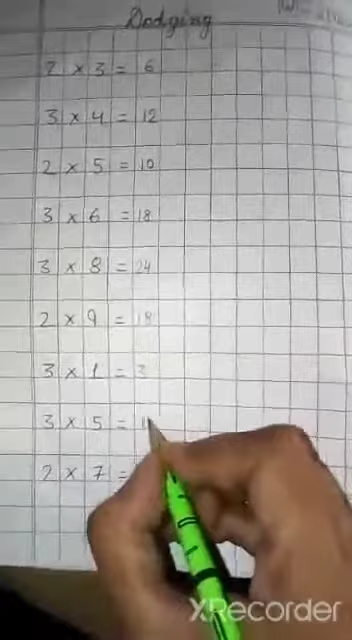 Dodging
2 × 3 = 6
3 × 4 = 12
2 × 5 = 10
3 × 6 = 18
3 × 8 = 24
2 × 9 = 18
3 × 1 = 3
3 × 5 = 1
2 × 7 =
XRecorder